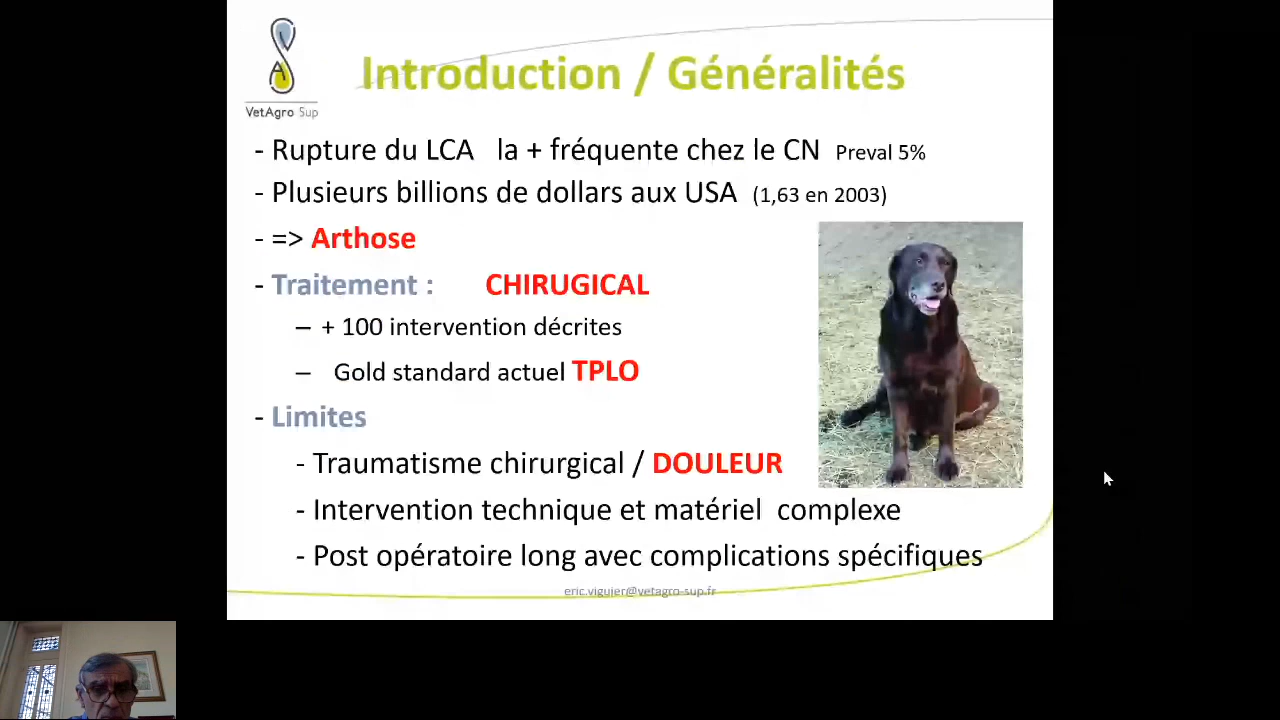 VetAgro Sup
Introduction / Généralités
- Rupture du LCA la + fréquente chez le CN Preval 5%
- Plusieurs billions de dollars aux USA (1,63 en 2003)
- => Arthose
- Traitement : CHIRUGICAL
– + 100 intervention décrites
– Gold standard actuel TPLO
- Limites
- Traumatisme chirurgical / DOULEUR
- Intervention technique et matériel complexe
- Post opératoire long avec complications spécifiques
eric.viguier@vetagro-sup.fr